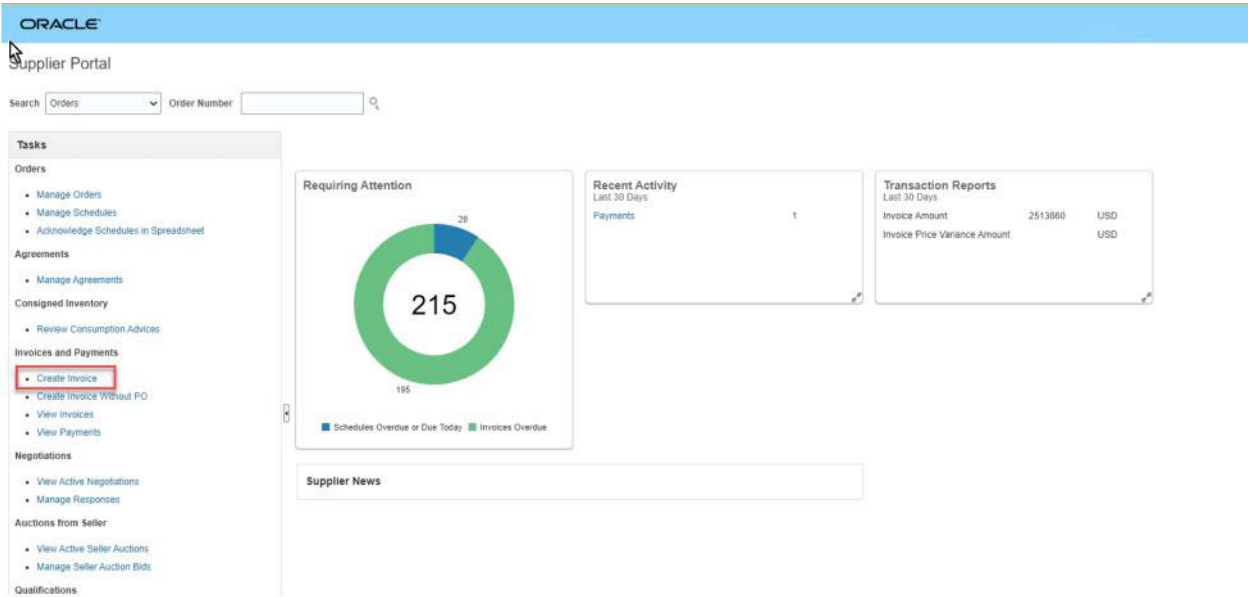 ORACLE
Supplier Portal
Search Orders Order Number
Tasks
Orders
Manage Orders
Manage Schedules
Acknowledge Schedules in Spreadsheet
Agreements
Manage Agreements
Consigned Inventory
Review Consumption Advices
Invoices and Payments
Create Invoice
Create Invoice Without PO
View Invoices
View Payments
Negotiations
View Active Negotiations
Manage Responses
Auctions from Seller
View Active Seller Auctions
Manage Seller Auction Bids
Qualifications
Requiring Attention
20
215
195
Schedules Overdue or Due Today Invoices Overdue
Recent Activity
Last 30 Days
Payments 1
Transaction Reports
Last 30 Days
Invoice Amount 2513660 USD
Invoice Price Variance Amount USD
Supplier News